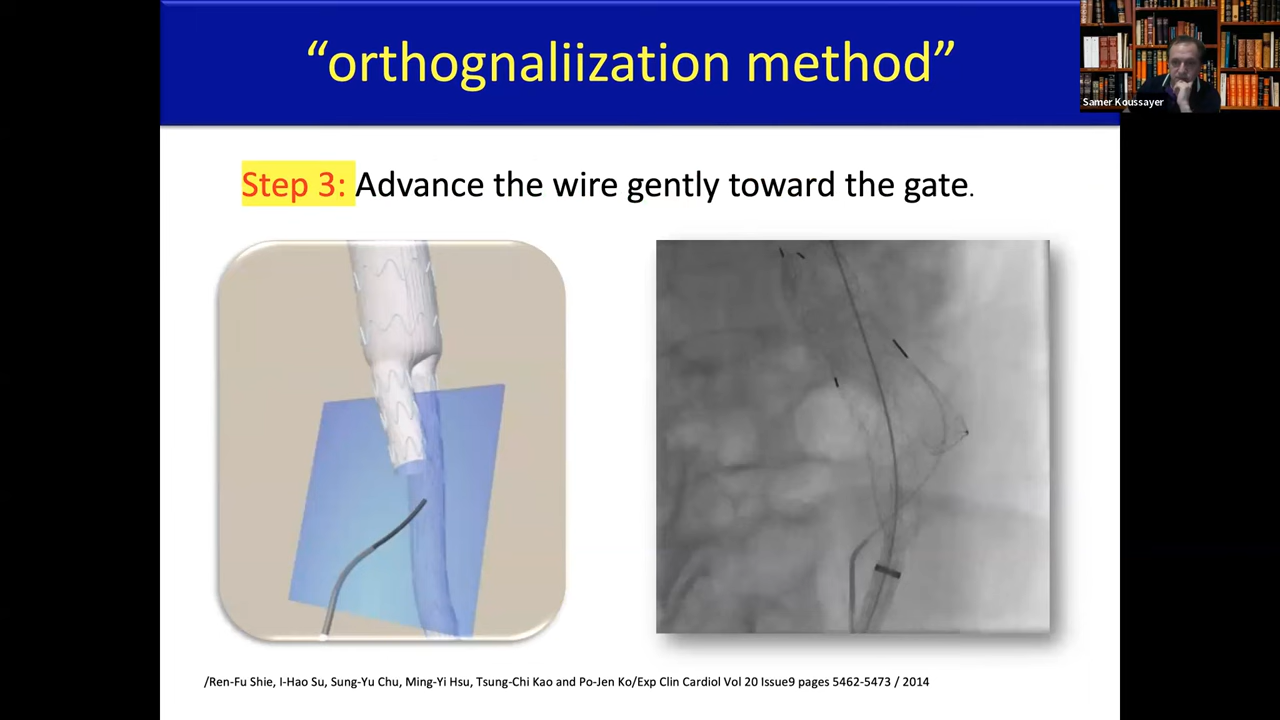 “orthognaliization method”
Samer Koussayer
Step 3: Advance the wire gently toward the gate.
/Ren-Fu Shie, I-Hao Su, Sung-Yu Chu, Ming-Yi Hsu, Tsung-Chi Kao and Po-Jen Ko/Exp Clin Cardiol Vol 20 Issue9 pages 5462-5473 / 2014